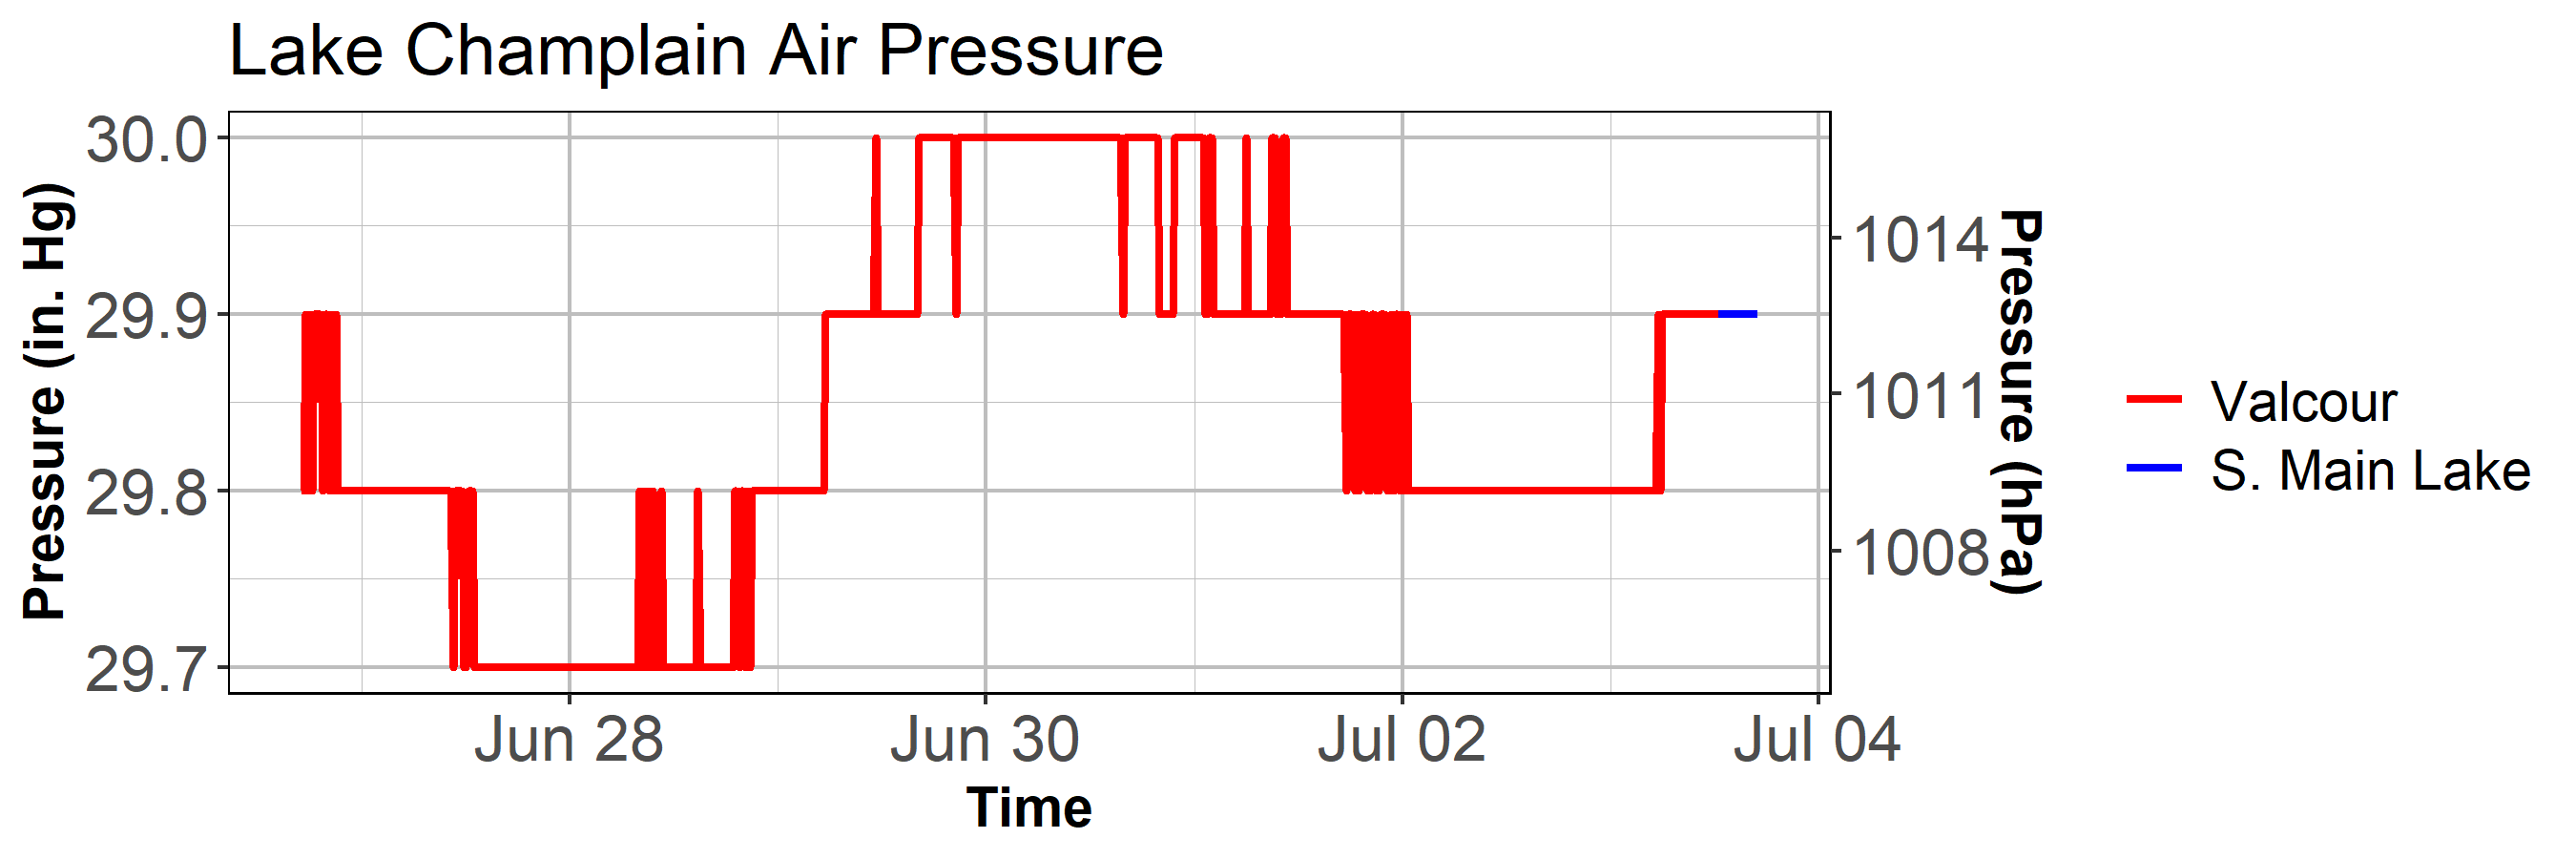 Lake Champlain Air Pressure
30.0
29.9
29.8
29.7
Pressure (in. Hg)
1014
1011
1008
Pressure (hPa)
Jun 28
Jun 30
Jul 02
Jul 04
Time
Valcour
S. Main Lake